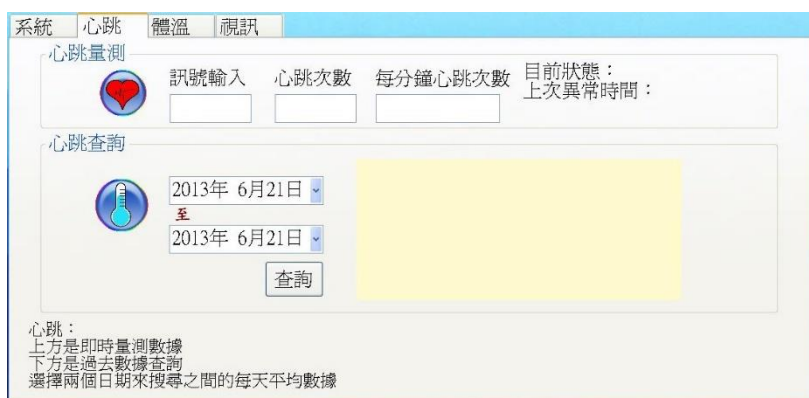 系統 心跳 體溫 視訊
心跳量測
訊號輸入 心跳次數 每分鐘心跳次數 目前狀態：
上次異常時間：
心跳查詢
2013年 6月21日
至
2013年 6月21日
查詢
心跳：
上方是即時量測數據
下方是過去數據查詢
選擇兩個日期來搜尋之間的每天平均數據